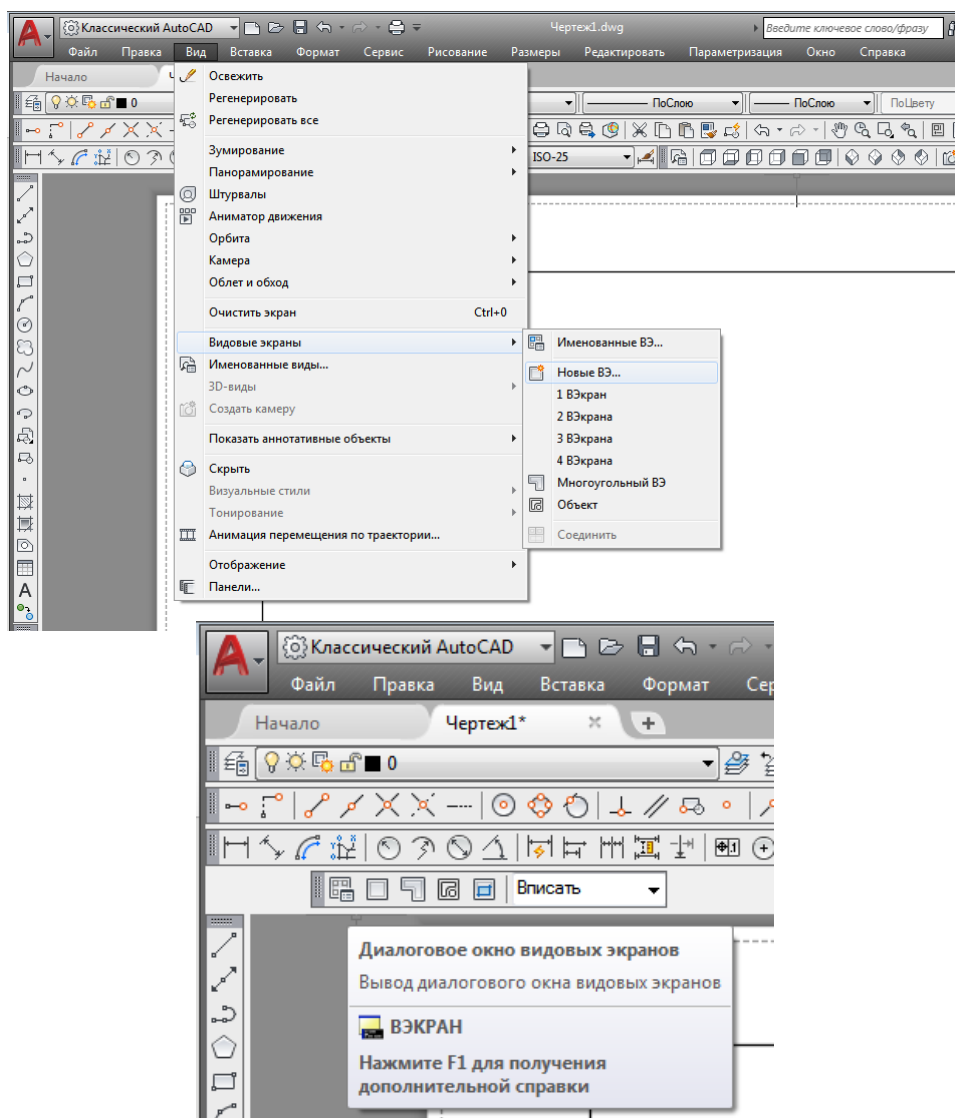 Классический AutoCAD
Чертеж1.dwg
Введите ключевое слово/фразу
Файл Правка Вид Вставка Формат Сервис Рисование Размеры Редактировать Параметризация Окно Справка
Начало
0
ПоСлою
ПоСлою
ПоЦвету
ISO-25
Освежить
Регенерировать
Регенерировать все
Зумирование
Панорамирование
Штурвалы
Аниматор движения
Орбита
Камера
Облет и обход
Очистить экран Ctrl+0
Видовые экраны
Именованные виды...
3D-виды
Создать камеру
Показать аннотативные объекты
Скрыть
Визуальные стили
Тонирование
Анимация перемещения по траектории...
Отображение
Панели...
Именованные ВЭ...
Новые ВЭ...
1 ВЭкран
2 ВЭкрана
3 ВЭкрана
4 ВЭкрана
Многоугольный ВЭ
Объект
Соединить
A
Классический AutoCAD
Файл Правка Вид Вставка Формат Сер
Начало Чертеж1*
0
Вписать
Диалоговое окно видовых экранов
Вывод диалогового окна видовых экранов
ВЭКРАН
Нажмите F1 для получения
дополнительной справки